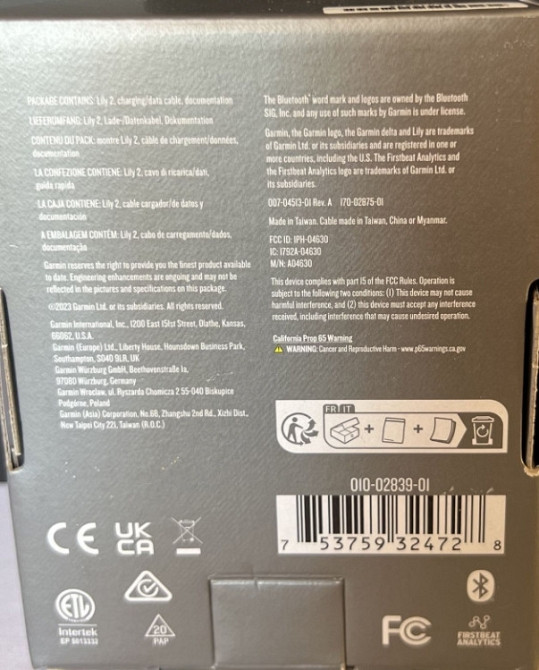 PACKAGE CONTAINS: Lily 2, charging/data cable, documentation
LIEFERUMFANG: Lily 2, Lade-/Datenkabel, Dokumentation
CONTENU DU PACK: montre Lily 2, câble de chargement/données,
documentation
LA CONFEZIONE CONTIENE: Lily 2, cavo di ricarica/dati,
guida rapida
LA CAJA CONTIENE: Lily 2, cable cargador/de datos y
documentación
A EMBALAGEM CONTÉM: Lily 2, cabo de carregamento/dados,
documentação
Garmin reserves the right to provide you the finest product available
to date. Engineering enhancements are ongoing and may not be
reflected in the pictures and specifications on this package.
©2023 Garmin Ltd. or its subsidiaries. All rights reserved.
Garmin International, Inc., 1200 East 151st Street, Olathe, Kansas,
66062, U.S.A.
Garmin (Europe) Ltd., Liberty House, Hounsdown Business Park,
Southampton, SO40 9LR, UK
Garmin Würzburg GmbH, Beethovenstraße 1a,
97080 Würzburg, Germany
Garmin Wroclaw, ul. Ryszarda Chomicza 2 55-040 Biskupice
Podgórne, Poland
Garmin (Asia) Corporation, No.68, Zhangshu 2nd Rd., Xizhi Dist.,
New Taipei City 221, Taiwan (R.O.C.)
The Bluetooth® word mark and logos are owned by the Bluetooth
SIG, Inc. and any use of such marks by Garmin is under license.
Garmin, the Garmin logo, the Garmin delta and Lily are trademarks
of Garmin Ltd. or its subsidiaries and are registered in one or
more countries, including the U.S. The Firstbeat Analytics and
the Firstbeat Analytics logo are trademarks of Garmin Ltd. or
its subsidiaries.
007-04513-01 Rev. A 170-02875-01
Made in Taiwan. Cable made in Taiwan, China or Myanmar.
FCC ID: IPH-04630
IC: 1792A-04630
M/N: A04630
This device complies with part 15 of the FCC Rules. Operation is
subject to the following two conditions: (1) This device may not cause
harmful interference, and (2) this device must accept any interference
received, including interference that may cause undesired operation.
California Prop 65 Warning
WARNING: Cancer and Reproductive Harm - www.p65warnings.ca.gov
FR IT
010-02839-01
7 53759 32472 8
CE
UK
CA
ETL
Intertek
20
PAP
FC
FIRSTBEAT
ANALYTICS